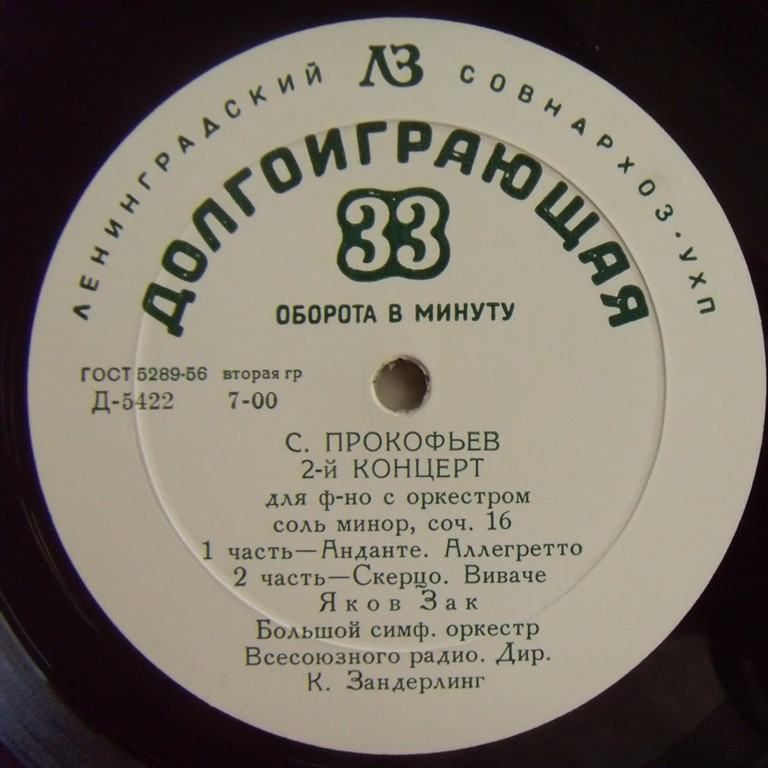 ЛЕНИНГРАДСКИЙ ЛЗ СОВНАРХОЗ·УХП
ДОЛГОИГРАЮЩАЯ
33
ОБОРОТА В МИНУТУ
ГОСТ 5289-56 вторая гр
Д-5422 7-00
С. ПРОКОФЬЕВ
2-й КОНЦЕРТ
для ф-но с оркестром
соль минор, соч. 16
1 часть—Анданте. Аллегретто
2 часть—Скерцо. Виваче
Яков Зак
Большой симф. оркестр
Всесоюзного радио. Дир.
К. Зандерлинг